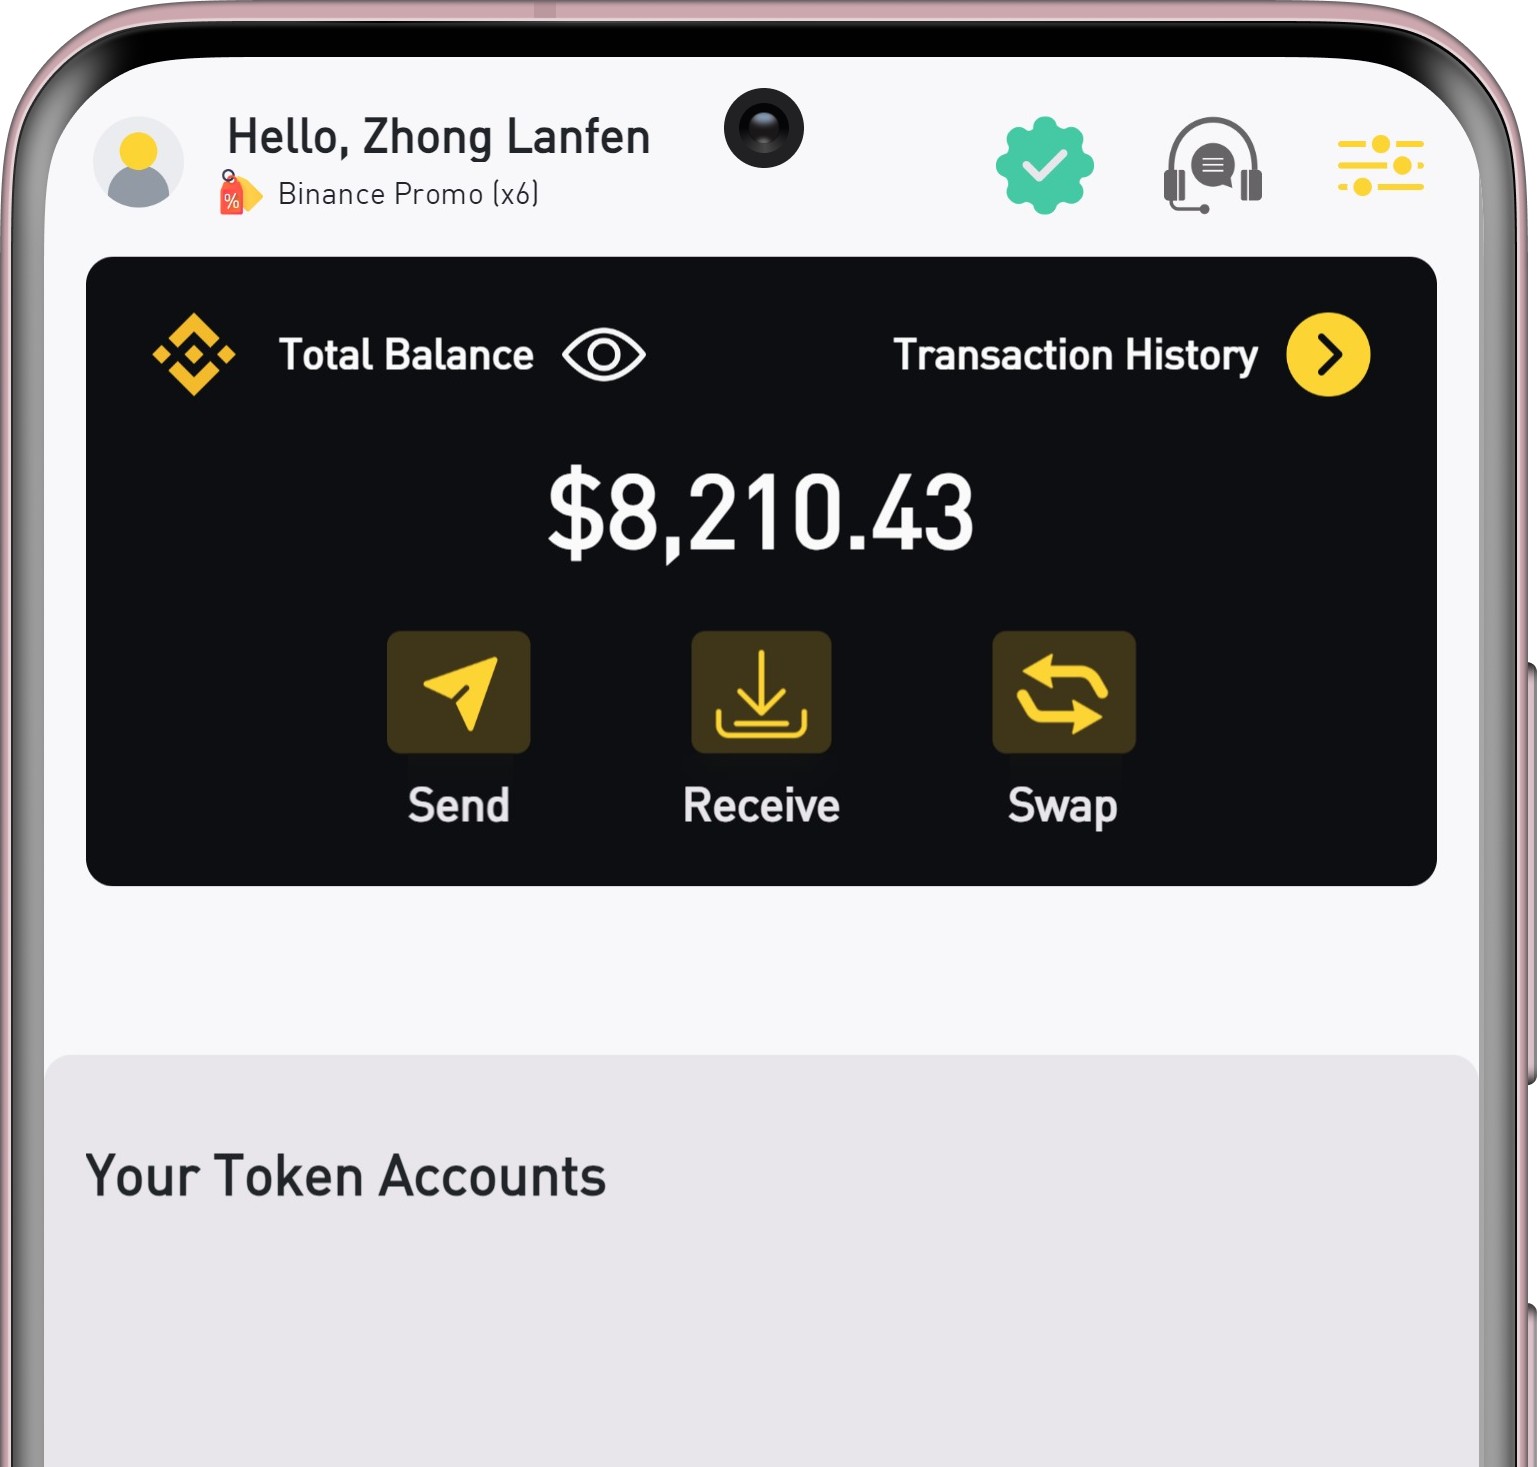 Hello, Zhong Lanfen
% Binance Promo (x6)
Total Balance
Transaction History
$8,210.43
Send
Receive
Swap
Your Token Accounts